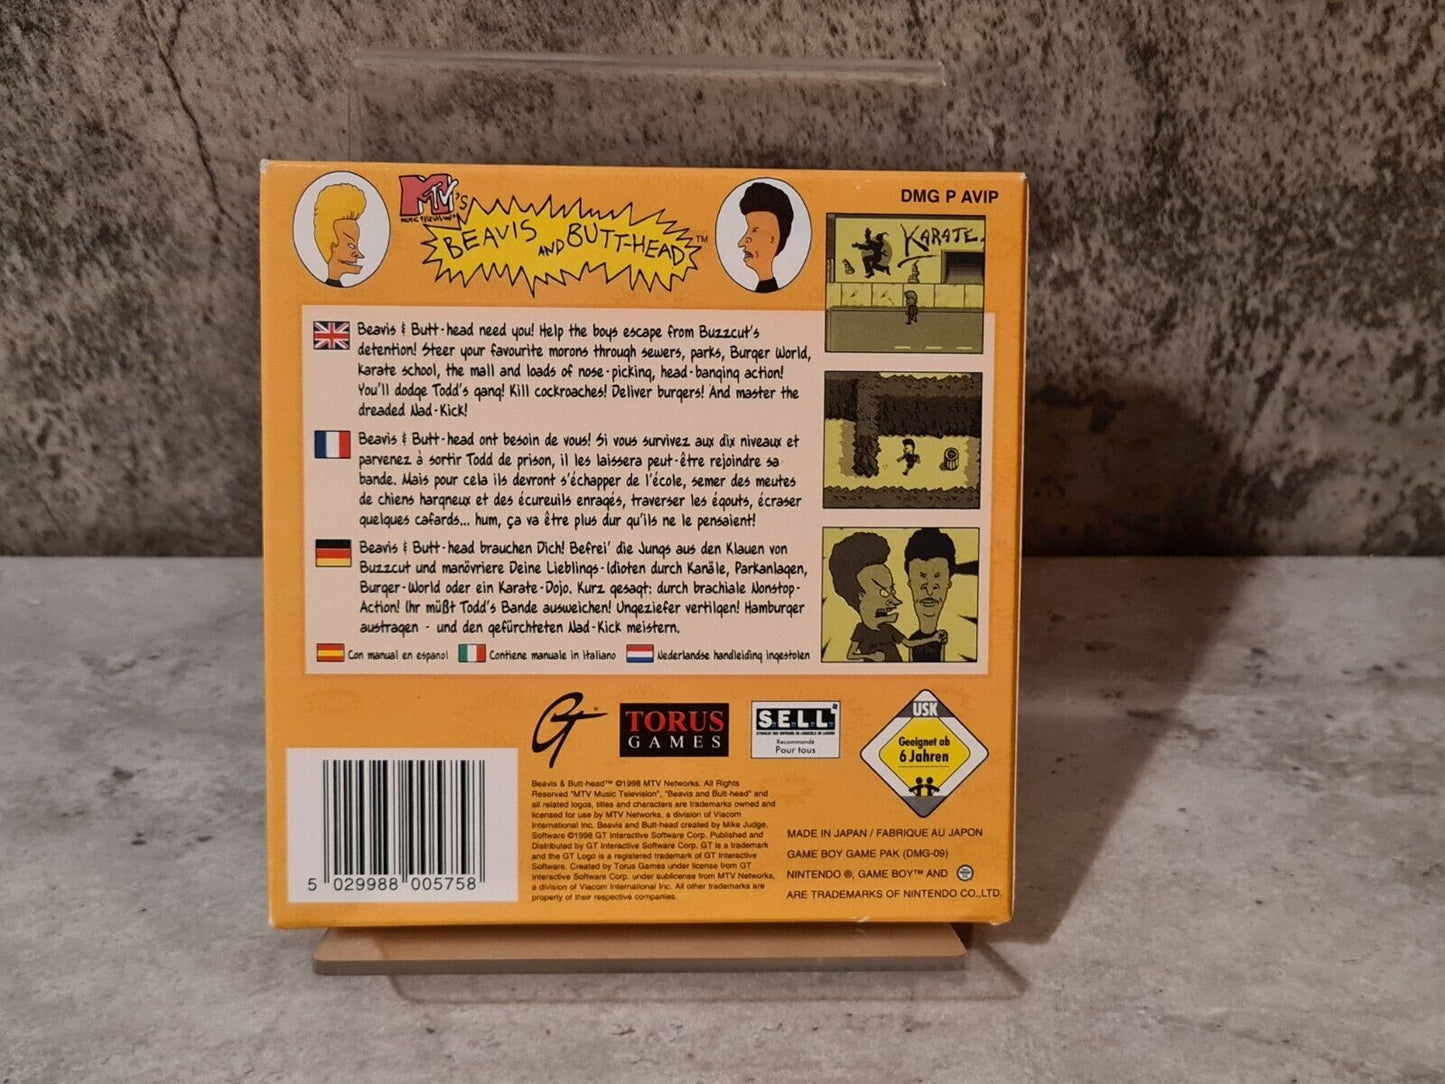 MTV'S
MUSIC TELEVISION
BEAVIS AND BUTT-HEAD™
DMG P AVIP
KARATE
Beavis & Butt-head need you! Help the boys escape from Buzzcut's
detention! Steer your favourite morons through sewers, parks, Burger World,
karate school, the mall and loads of nose-picking, head-banging action!
You'll dodge Todd's gang! Kill cockroaches! Deliver burgers! And master the
dreaded Nad-Kick!
Beavis & Butt-head ont besoin de vous! Si vous survivez aux dix niveaux et
parvenez à sortir Todd de prison, il les laissera peut-être rejoindre sa
bande. Mais pour cela ils devront s'échapper de l'école, semer des meutes
de chiens hargneux et des écureuils enragés, traverser les égouts, écraser
quelques cafards... hum, ça va être plus dur qu'ils ne le pensaient!
Beavis & Butt-head brauchen Dich! Befrei' die Jungs aus den Klauen von
Buzzcut und manövriere Deine Lieblings-Idioten durch Kanäle, Parkanlagen,
Burger-World oder ein Karate-Dojo. Kurz gesagt: durch brachiale Nonstop-
Action! Ihr müßt Todd's Bande ausweichen! Ungeziefer vertilgen! Hamburger
austragen - und den gefürchteten Nad-Kick meistern.
Con manual en espanol Contiene manuale in italiano Nederlandse handleiding ingesloten
GT
TORUS
GAMES
S.E.L.L
Recommandé
Pour tous
USK
Geeignet ab
6 Jahren
Beavis & Butt-head™ ©1998 MTV Networks. All Rights
Reserved "MTV Music Television", "Beavis and Butt-head" and
all related logos, titles and characters are trademarks owned and
licensed for use by MTV Networks, a division of Viacom
International Inc. Beavis and Butt-head created by Mike Judge.
Software ©1998 GT Interactive Software Corp. Published and
Distributed by GT Interactive Software Corp. GT is a trademark
and the GT Logo is a registered trademark of GT Interactive
Software. Created by Torus Games under license from GT
Interactive Software Corp. under sublicense from MTV Networks,
a division of Viacom International Inc. All other trademarks are
property of their respective companies.
MADE IN JAPAN / FABRIQUE AU JAPON
GAME BOY GAME PAK (DMG-09)
NINTENDO ®, GAME BOY™ AND
ARE TRADEMARKS OF NINTENDO CO.,LTD.
5 029988 005758